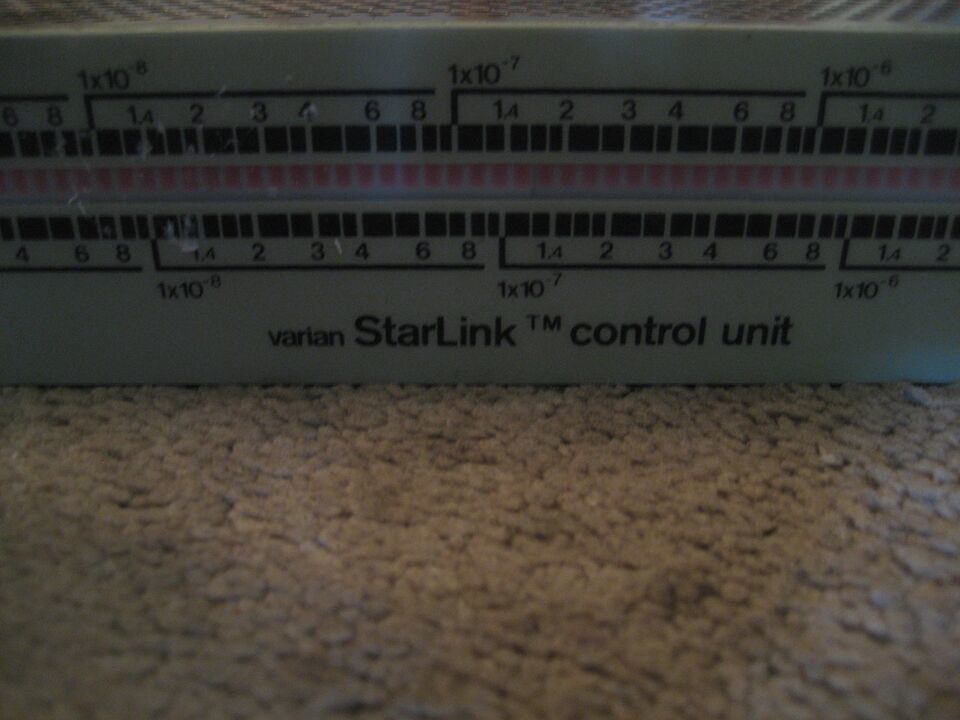 1x10⁻⁸ 1x10⁻⁷ 1x10⁻⁶
6 8 1.4 2 3 4 6 8 1.4 2 3 4 6 8 1.4 2
4 6 8 1.4 2 3 4 6 8 1.4 2 3 4 6 8 1.4 2
1x10⁻⁸ 1x10⁻⁷ 1x10⁻⁶
varian StarLink ™ control unit